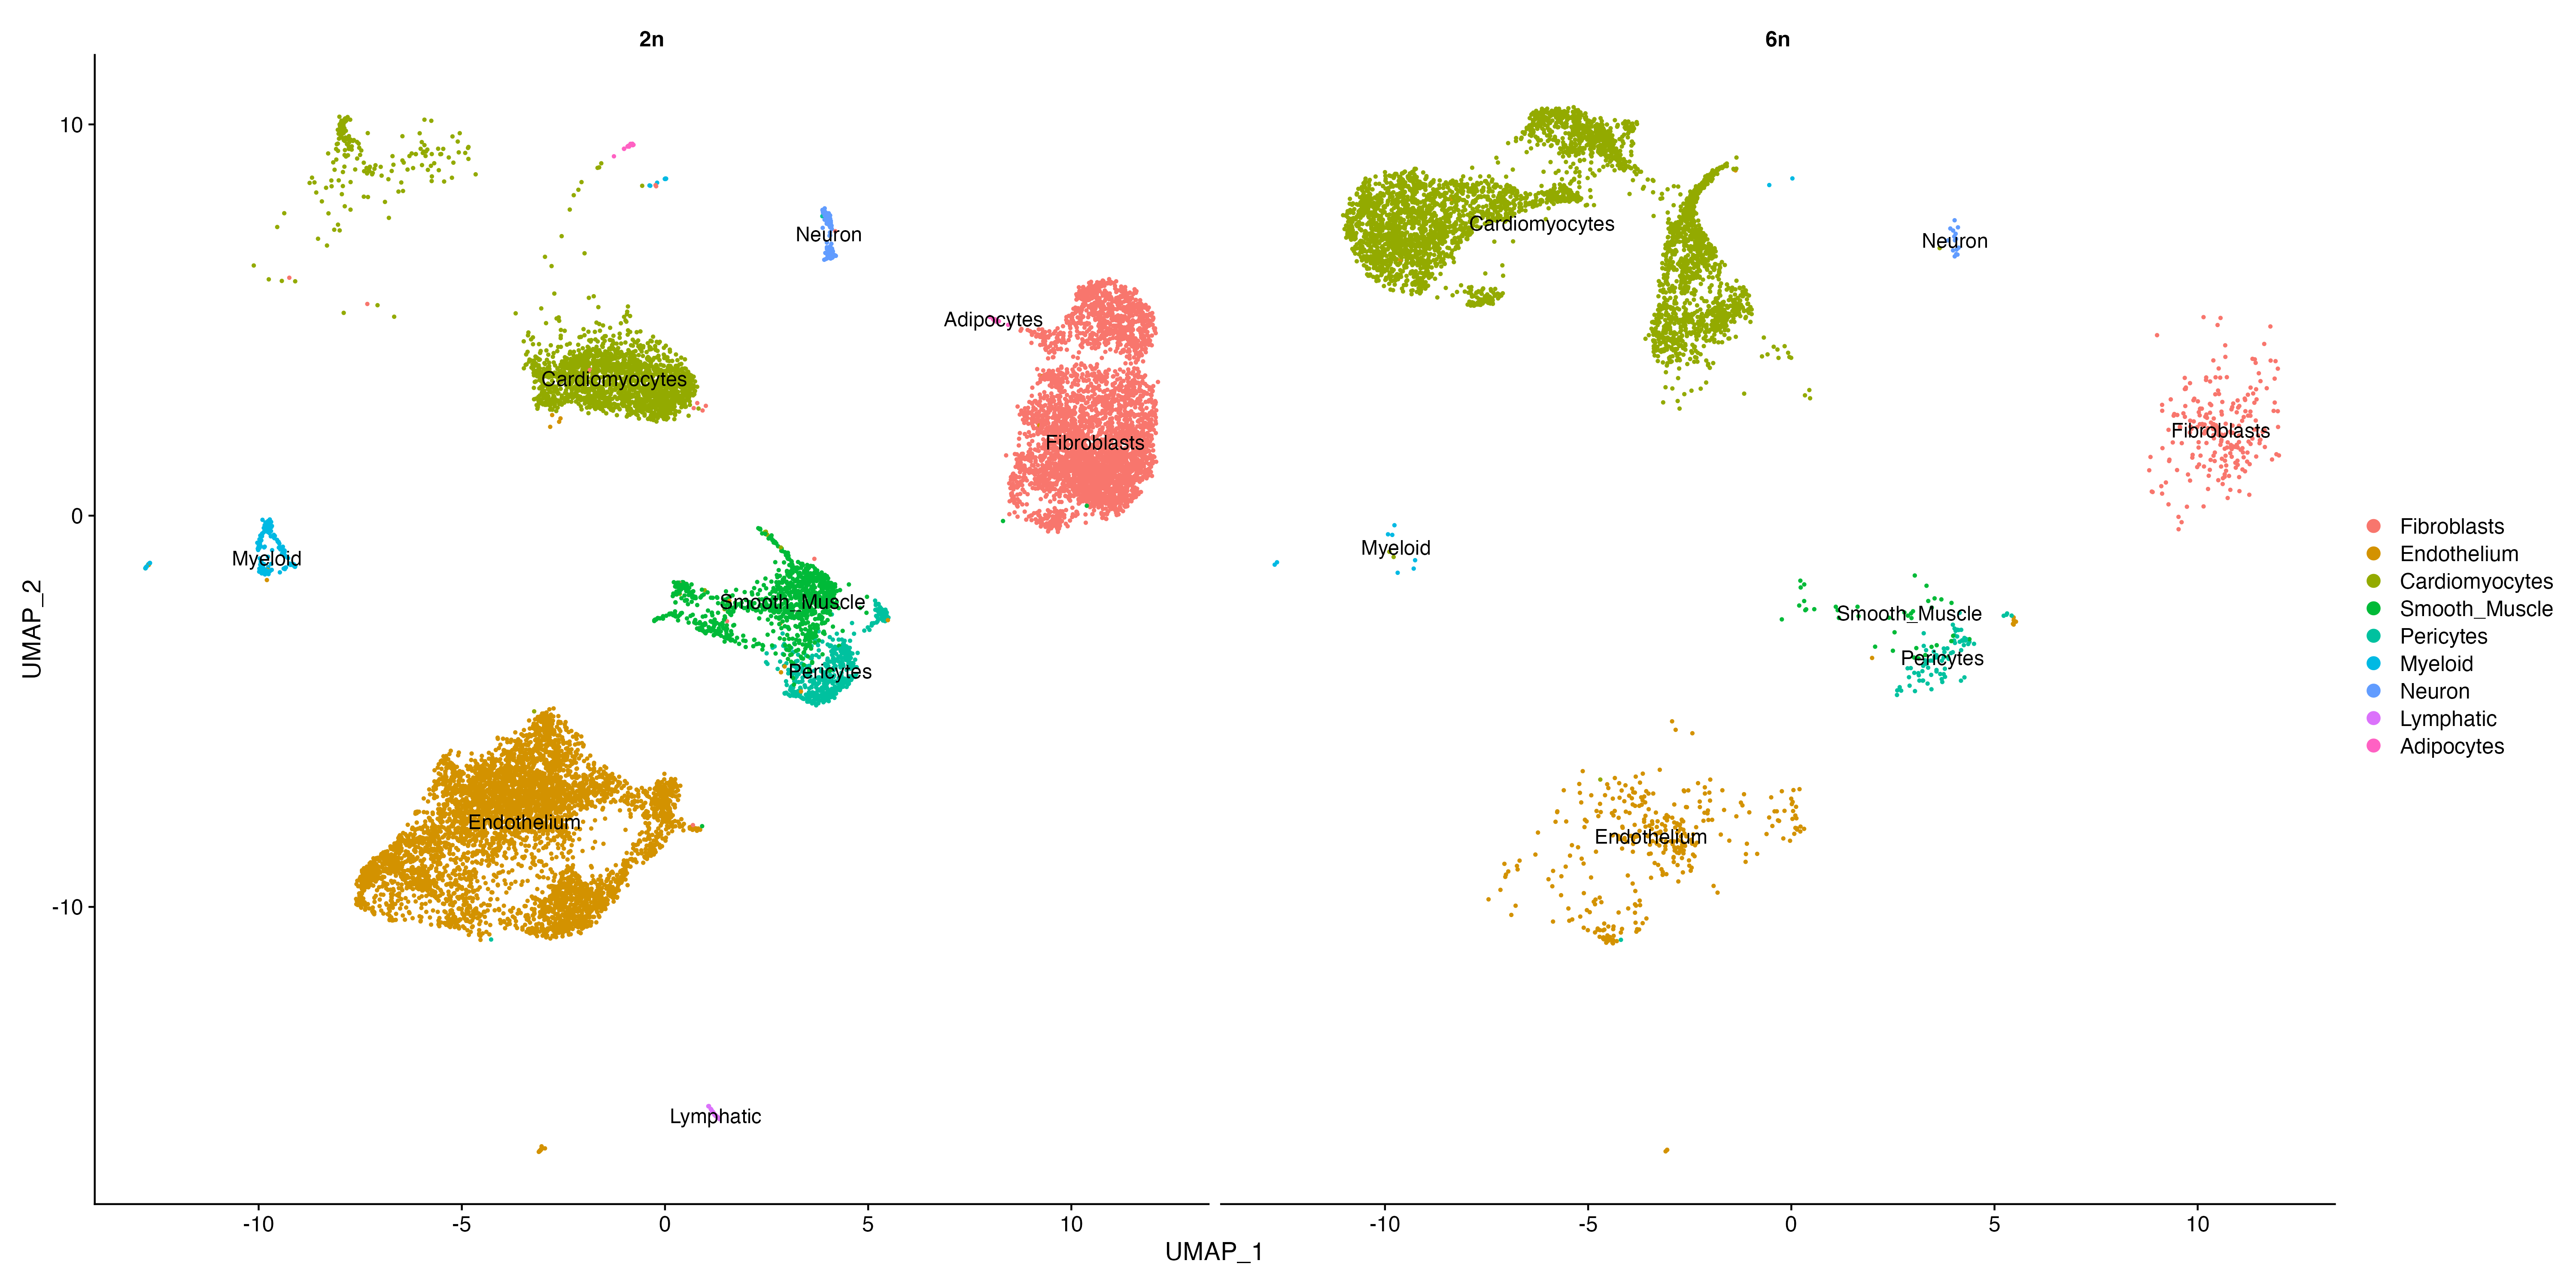 2n
6n
UMAP_2
10
0
-10
Neuron
Adipocytes
Cardiomyocytes
Fibroblasts
Myeloid
Smooth_Muscle
Pericytes
Endothelium
Lymphatic
Cardiomyocytes
Neuron
Fibroblasts
Myeloid
Smooth_Muscle
Pericytes
Endothelium
-10
-5
0
5
10
-10
-5
0
5
10
UMAP_1
Fibroblasts
Endothelium
Cardiomyocytes
Smooth_Muscle
Pericytes
Myeloid
Neuron
Lymphatic
Adipocytes